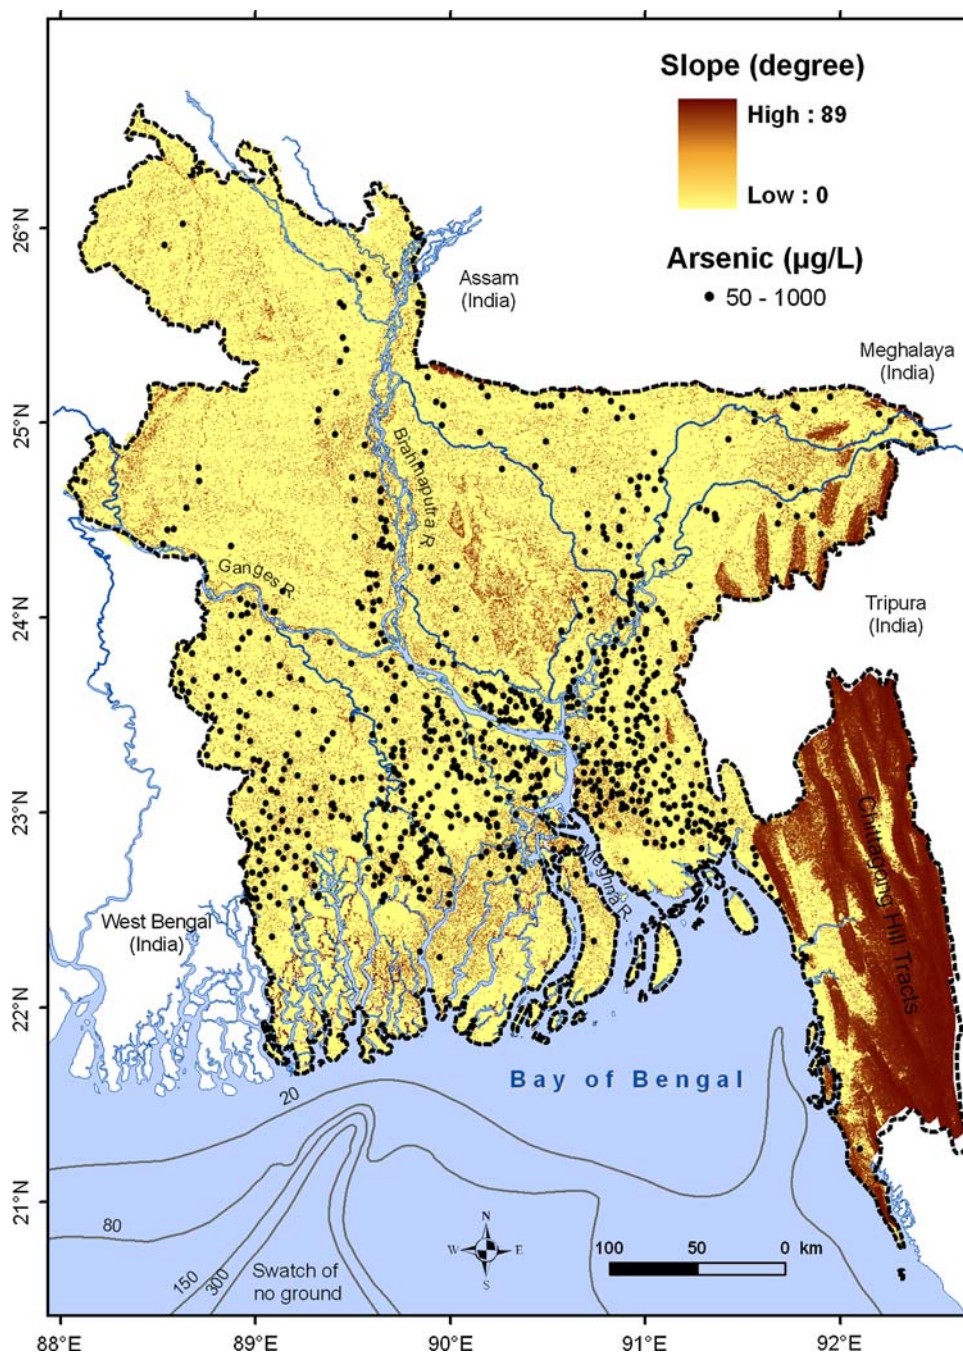 Slope (degree)
High : 89
Low : 0
Arsenic (µg/L)
50 - 1000
Assam
(India)
Meghalaya
(India)
Brahmaputra R
Ganges R
Tripura
(India)
Chittagong Hill Tracts
Meghna R.
West Bengal
(India)
Bay of Bengal
20
80
150
300
Swatch of
no ground
N
W
E
S
100 50 0 km
26°N
25°N
24°N
23°N
22°N
21°N
88°E 89°E 90°E 91°E 92°E